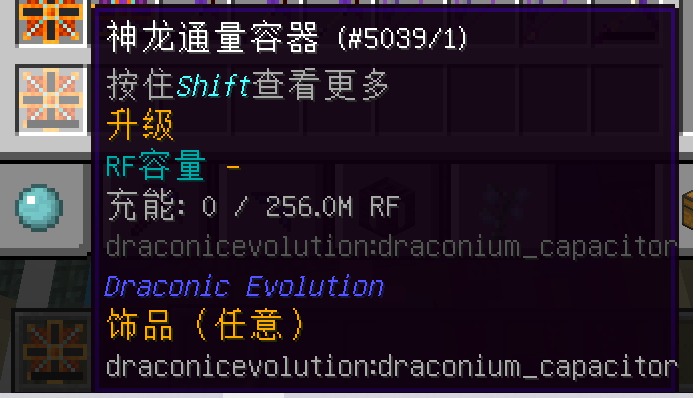 神龙通量容器 (#5039/1)
按住Shift查看更多
升级
RF容量 -
充能: 0 / 256.0M RF
draconicevolution:draconium_capacitor
Draconic Evolution
饰品 (任意)
draconicevolution:draconium_capacitor